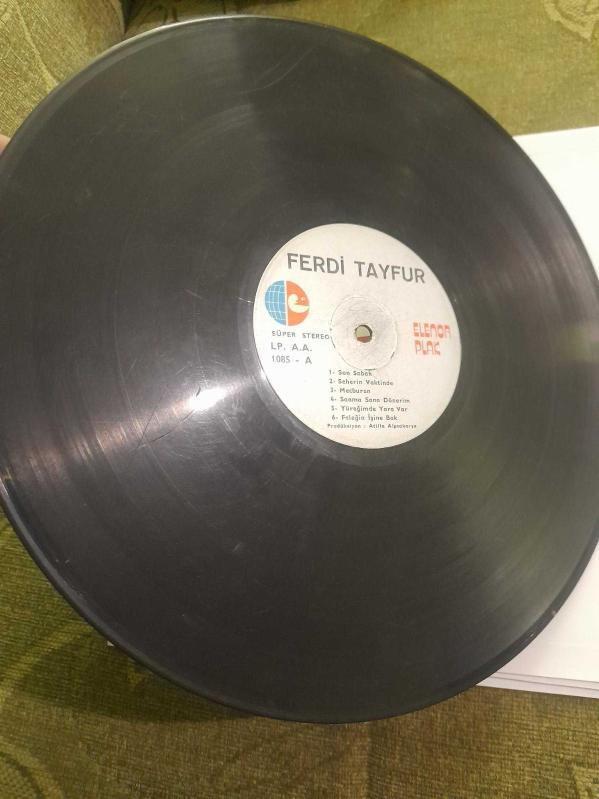 FERDİ TAYFUR
SÜPER STEREO
LP. A.A.
1085 - A
ELENOR
PLAK
1- Son Sabah
2- Seherin Vaktinde
3- Mecbursun
4- Sanma Sana Dönerim
5- Yüreğimde Yara Var
6- Feleğin İşine Bak
Prodüksiyon : Atilla Alpsakarya